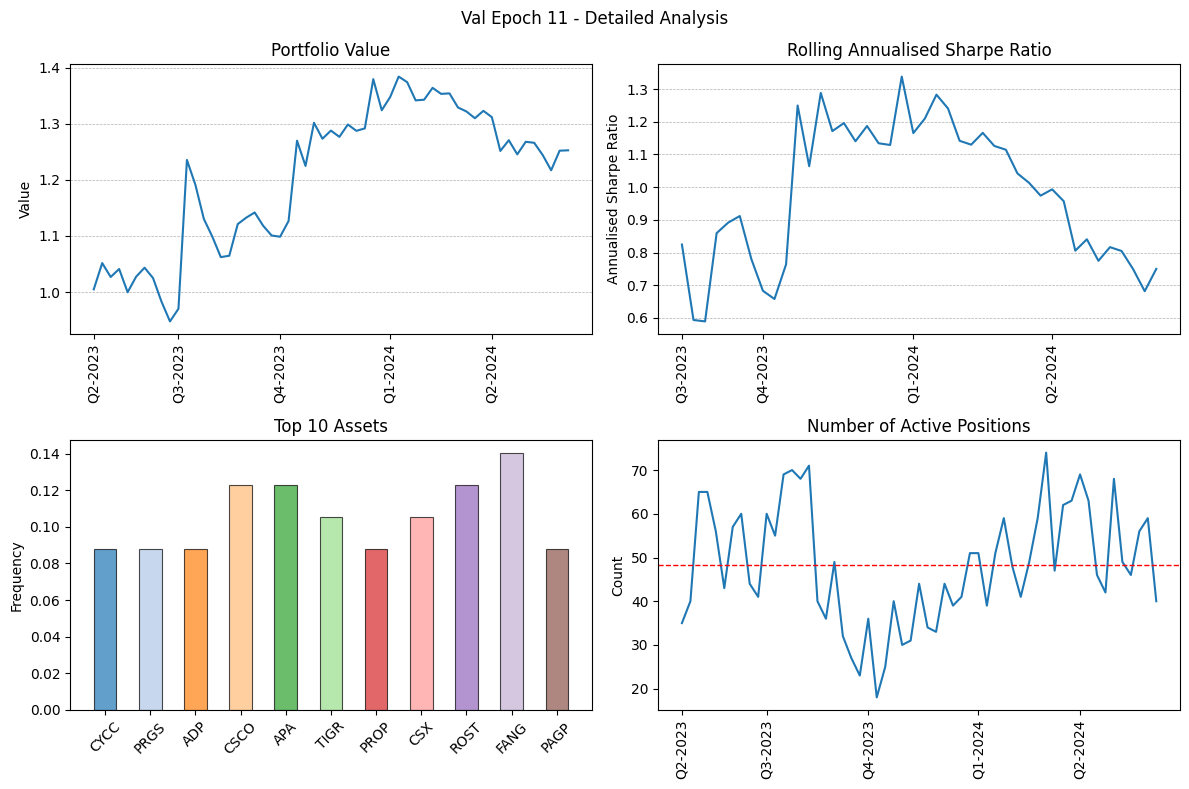 Val Epoch 11 - Detailed Analysis
Portfolio Value
Value
1.4
1.3
1.2
1.1
1.0
Q2-2023
Q3-2023
Q4-2023
Q1-2024
Q2-2024
Rolling Annualised Sharpe Ratio
Annualised Sharpe Ratio
1.3
1.2
1.1
1.0
0.9
0.8
0.7
0.6
Q3-2023
Q4-2023
Q1-2024
Q2-2024
Top 10 Assets
Frequency
0.14
0.12
0.10
0.08
0.06
0.04
0.02
0.00
CYCC
PRGS
ADP
CSCO
APA
TIGR
PROP
CSX
ROST
FANG
PAGP
Number of Active Positions
Count
70
60
50
40
30
20
Q2-2023
Q3-2023
Q4-2023
Q1-2024
Q2-2024